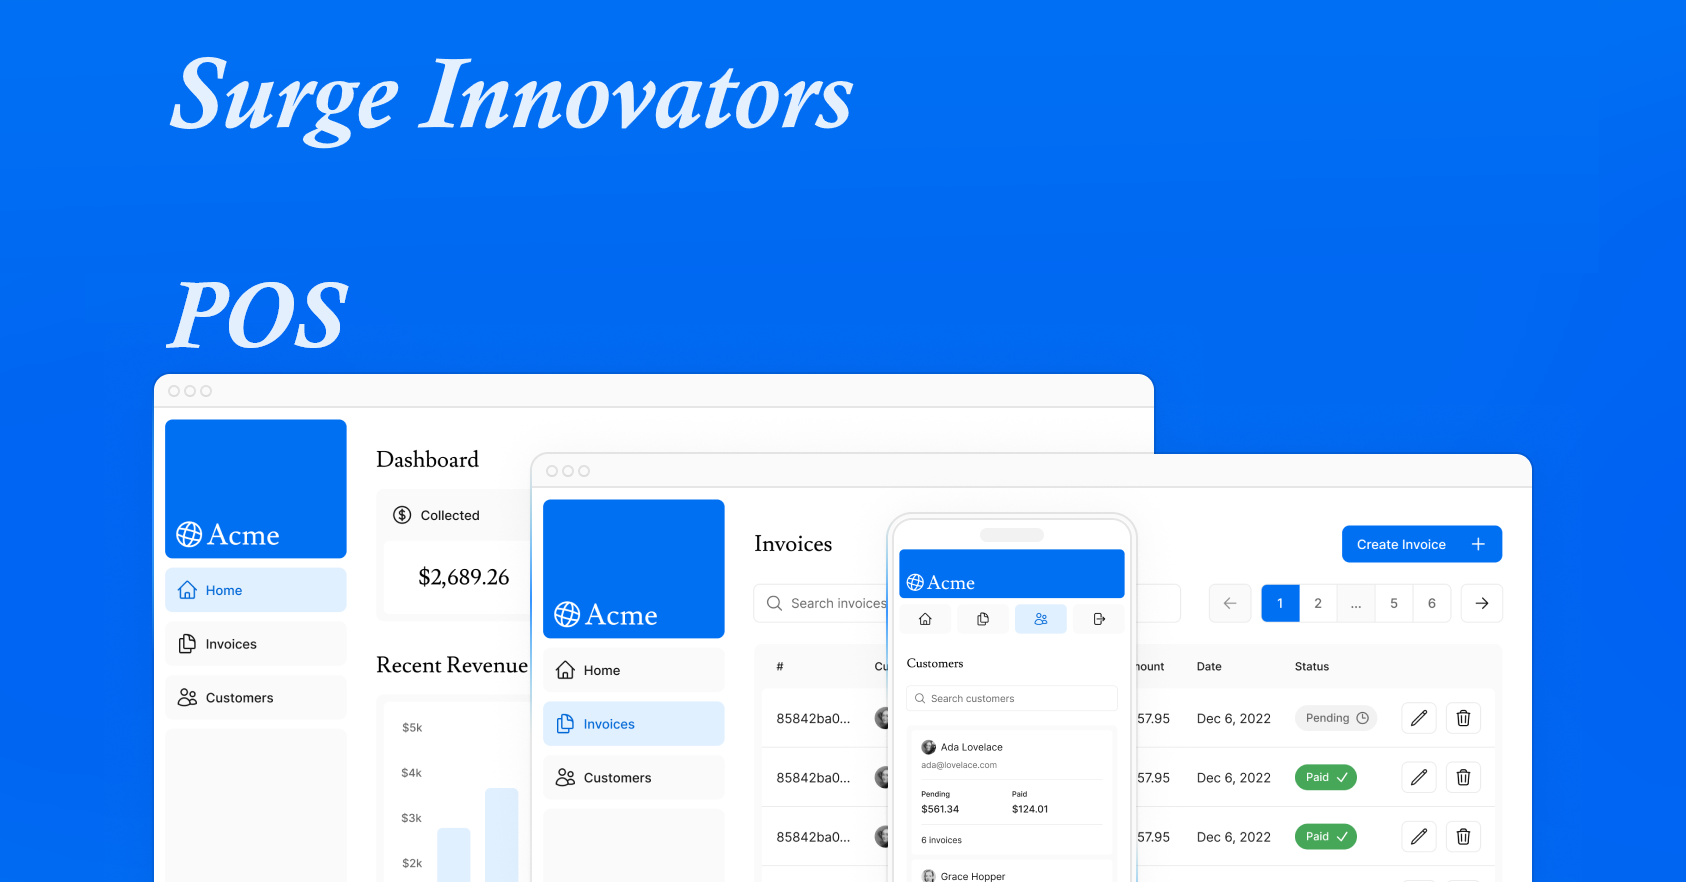 Surge Innovators
POS
Acme
Home
Invoices
Customers
Dashboard
Collected
$2,689.26
Recent Revenue
$5k
$4k
$3k
$2k
Acme
Home
Invoices
Customers
Invoices
Create Invoice
Search invoices
1 2 ... 5 6
# Date Status
85842ba0... 57.95 Dec 6, 2022 Pending
85842ba0... 57.95 Dec 6, 2022 Paid
85842ba0... 57.95 Dec 6, 2022 Paid
Acme
Customers
Search customers
Ada Lovelace
ada@lovelace.com
Pending Paid
$561.34 $124.01
6 invoices
Grace Hopper